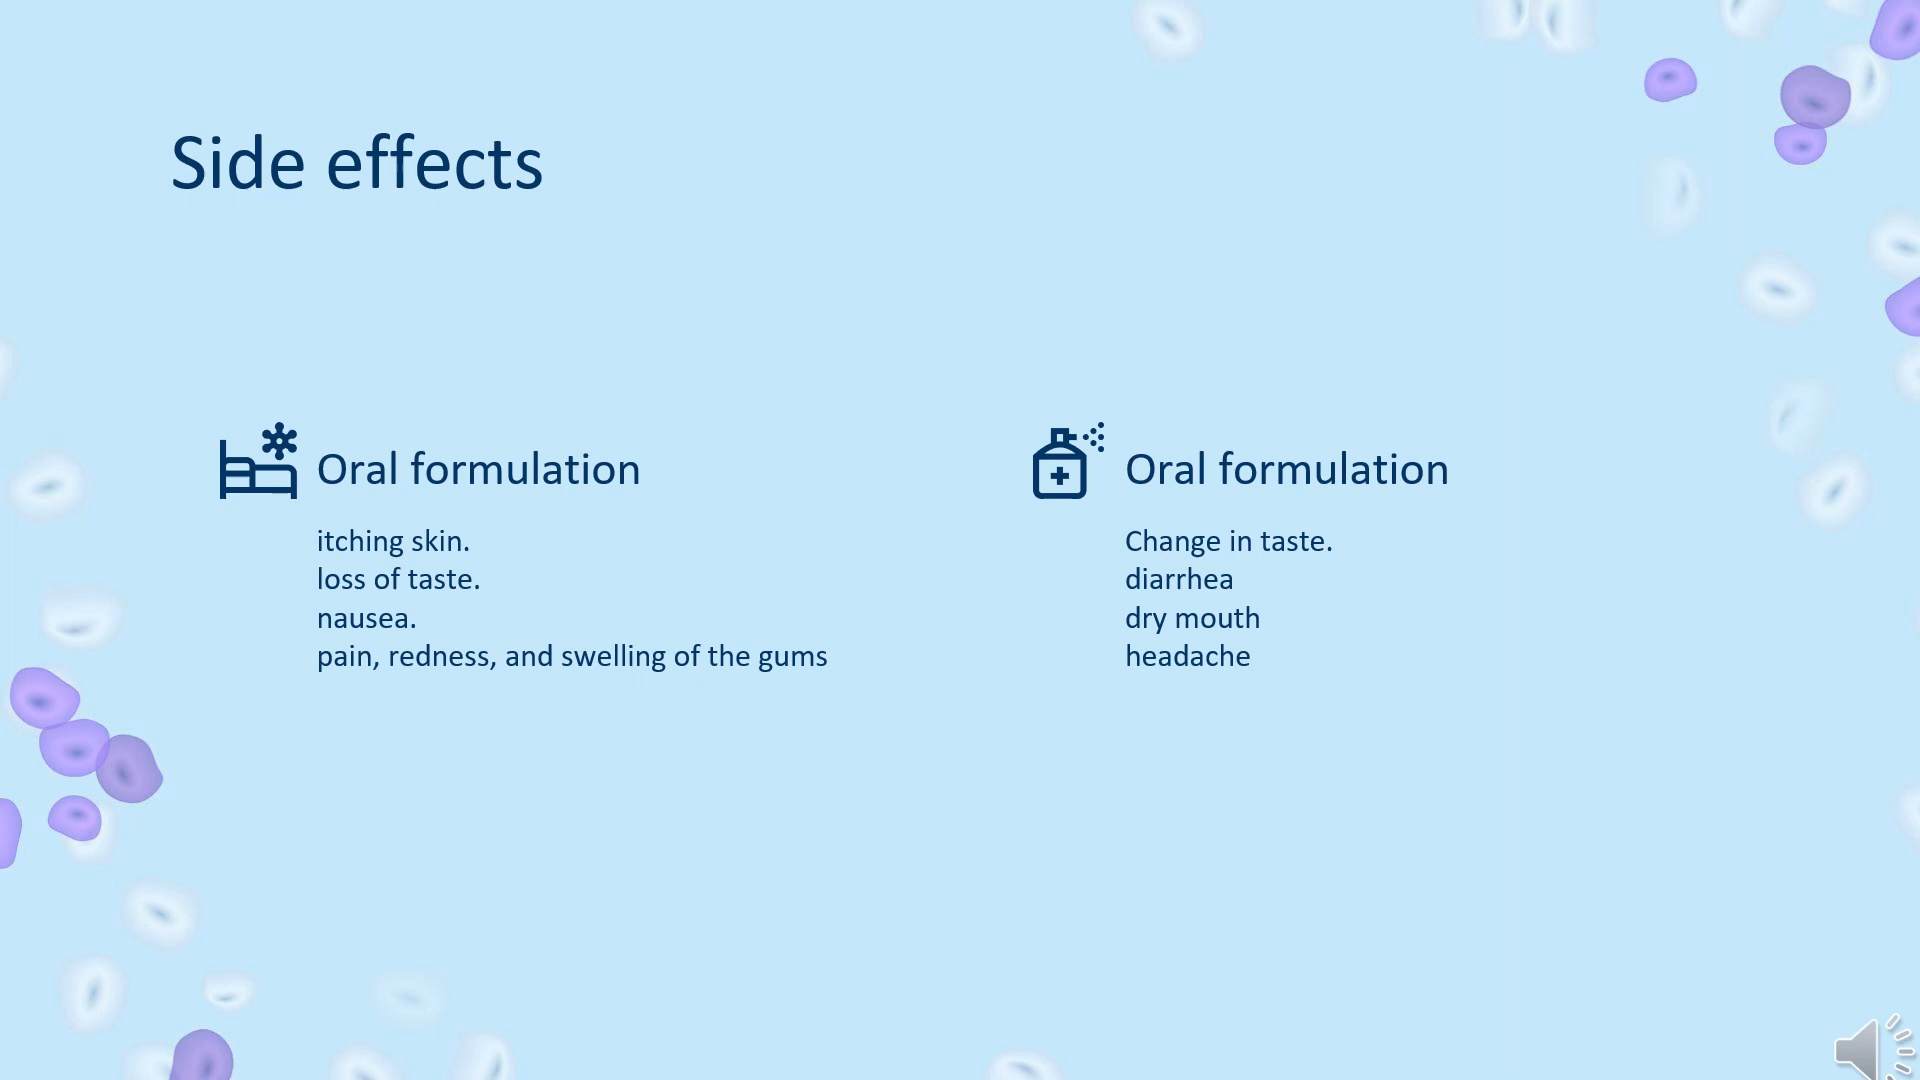 Side effects
Oral formulation
itching skin.
loss of taste.
nausea.
pain, redness, and swelling of the gums
Oral formulation
Change in taste.
diarrhea
dry mouth
headache